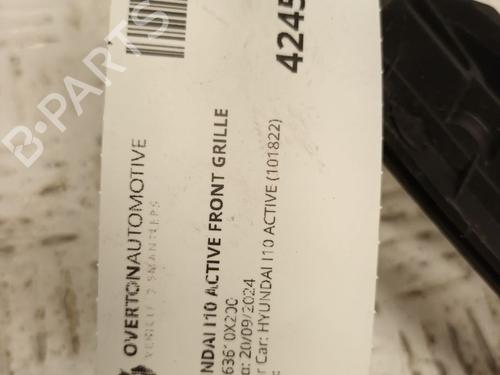 4245
OVERTONAUTOMOTIVE
NDAI I10 ACTIVE FRONT GRILLE
636 0X200
: 20/09/2024
Car: HYUNDAI I10 ACTIVE (101822)
B-PARTS